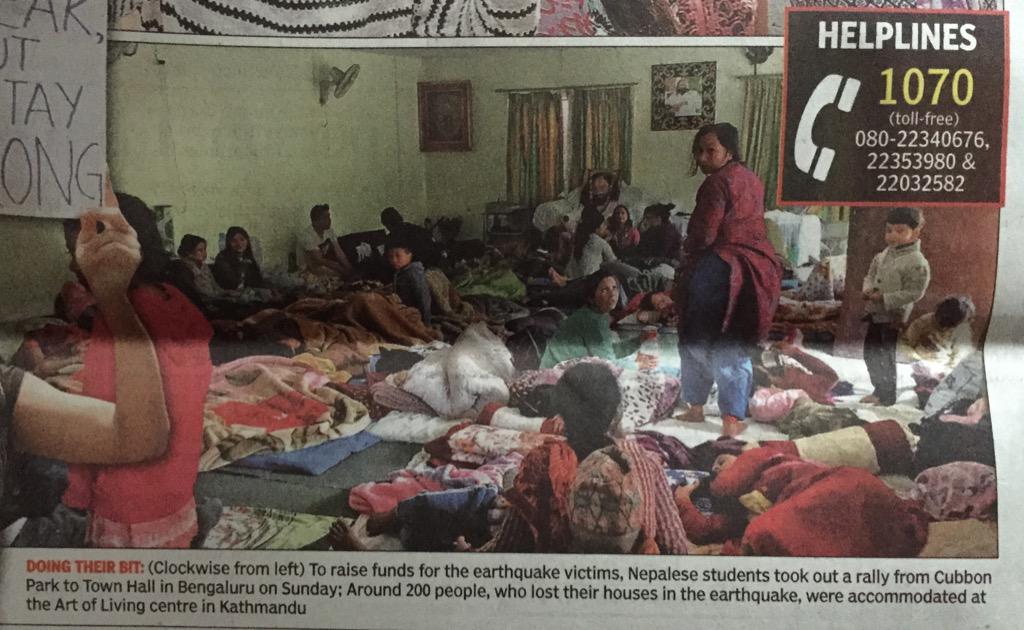 EAR,
UT
TAY
ONG
HELPLINES
1070
(toll-free)
080-22340676,
22353980 &
22032582
DOING THEIR BIT: (Clockwise from left) To raise funds for the earthquake victims, Nepalese students took out a rally from Cubbon
Park to Town Hall in Bengaluru on Sunday; Around 200 people, who lost their houses in the earthquake, were accommodated at
the Art of Living centre in Kathmandu